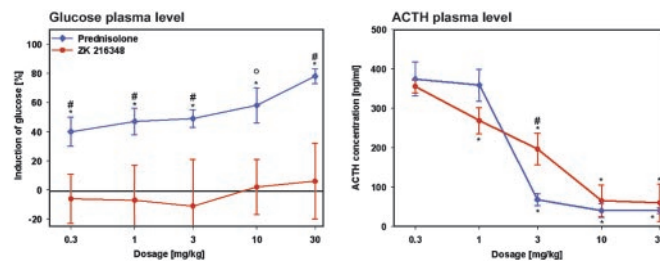 Glucose plasma level
Prednisolone
ZK 216348
Induction of glucose [%]
100
80
60
40
20
0
-20
# * # * # * ° * # *
0.3 1 3 10 30
Dosage [mg/kg]
ACTH plasma level
ACTH concentration [ng/ml]
500
400
300
200
100
0
# *
* * *
* * *
0.3 1 3 10 30
Dosage [mg/kg]